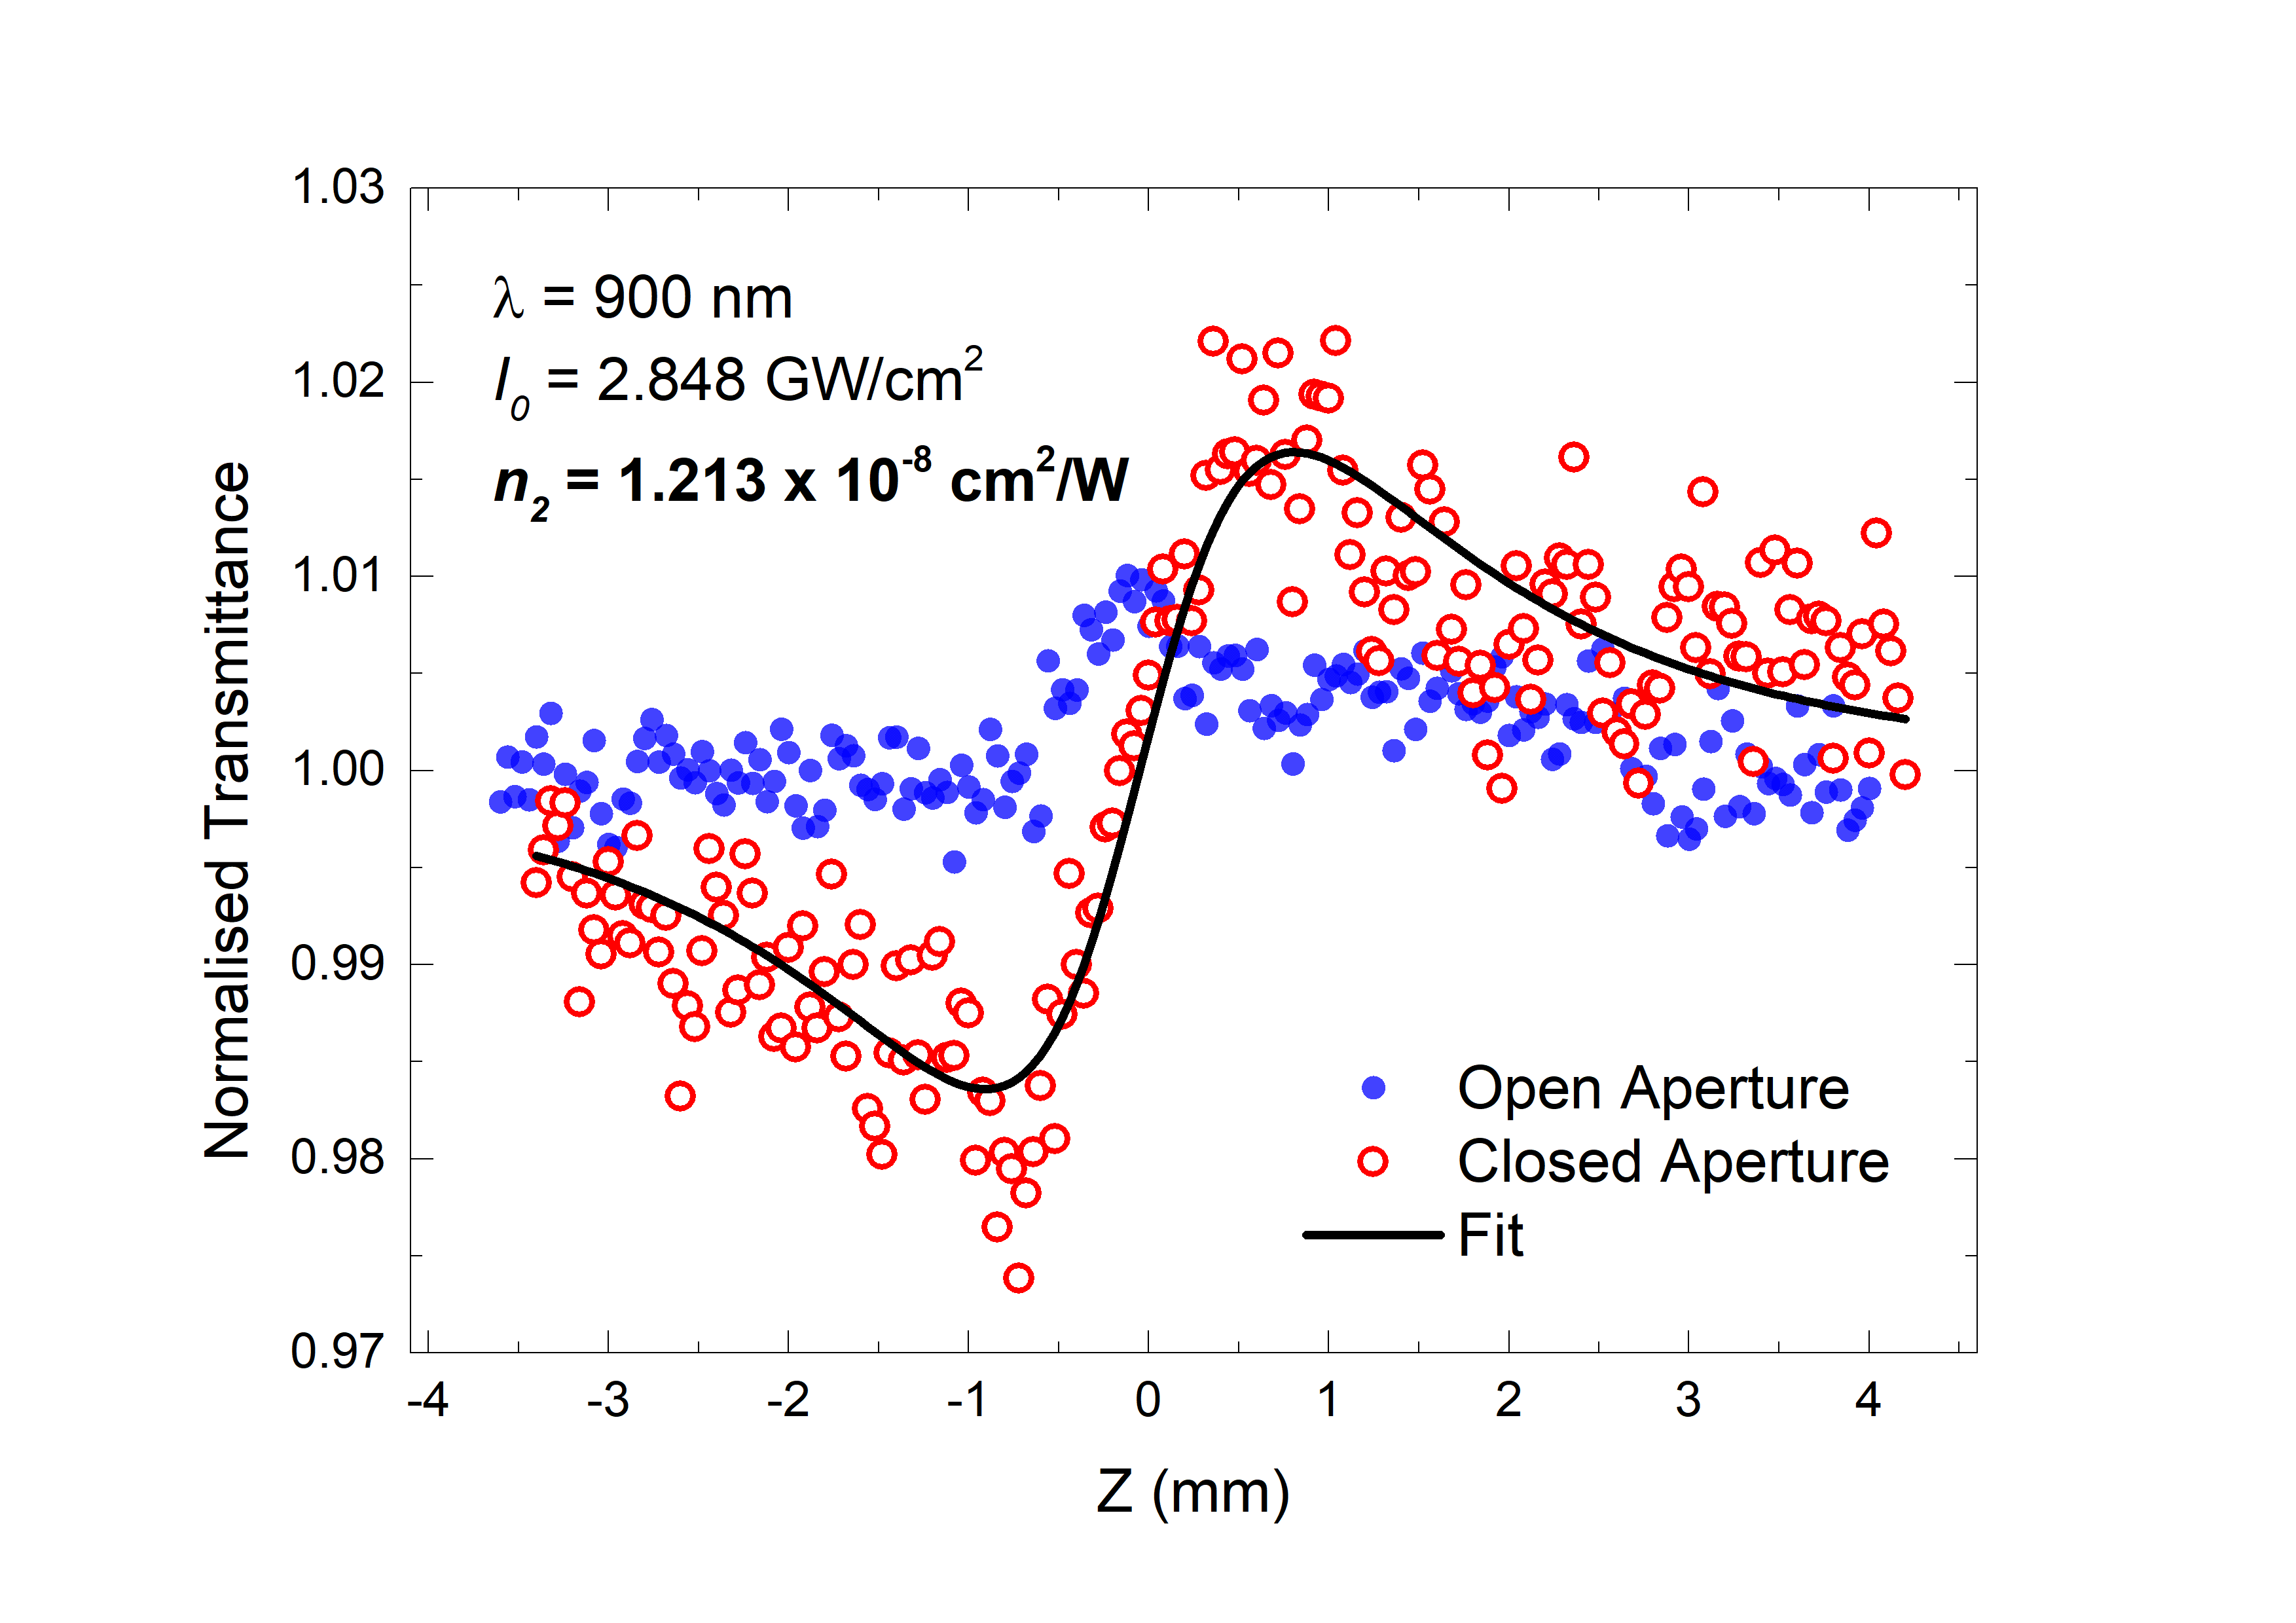 1.03
1.02
1.01
1.00
0.99
0.98
0.97
Normalised Transmittance
λ = 900 nm
I0 = 2.848 GW/cm2
n2 = 1.213 x 10-8 cm2/W
Open Aperture
Closed Aperture
Fit
-4 -3 -2 -1 0 1 2 3 4
Z (mm)